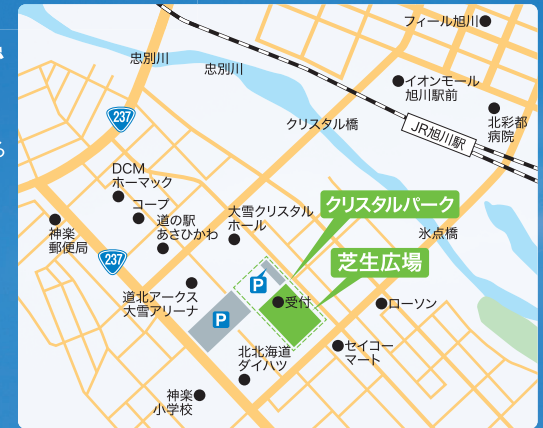 フィール旭川
忠別川
忠別川
イオンモール
旭川駅前
237
北彩都
病院
クリスタル橋
JR旭川駅
る
DCM
ホーマック
コープ
道の駅
あさひかわ
大雪クリスタル
ホール
クリスタルパーク
神楽
郵便局
氷点橋
237
芝生広場
P
道北アークス
大雪アリーナ
受付
ローソン
P
セイコー
マート
北北海道
ダイハツ
神楽
小学校